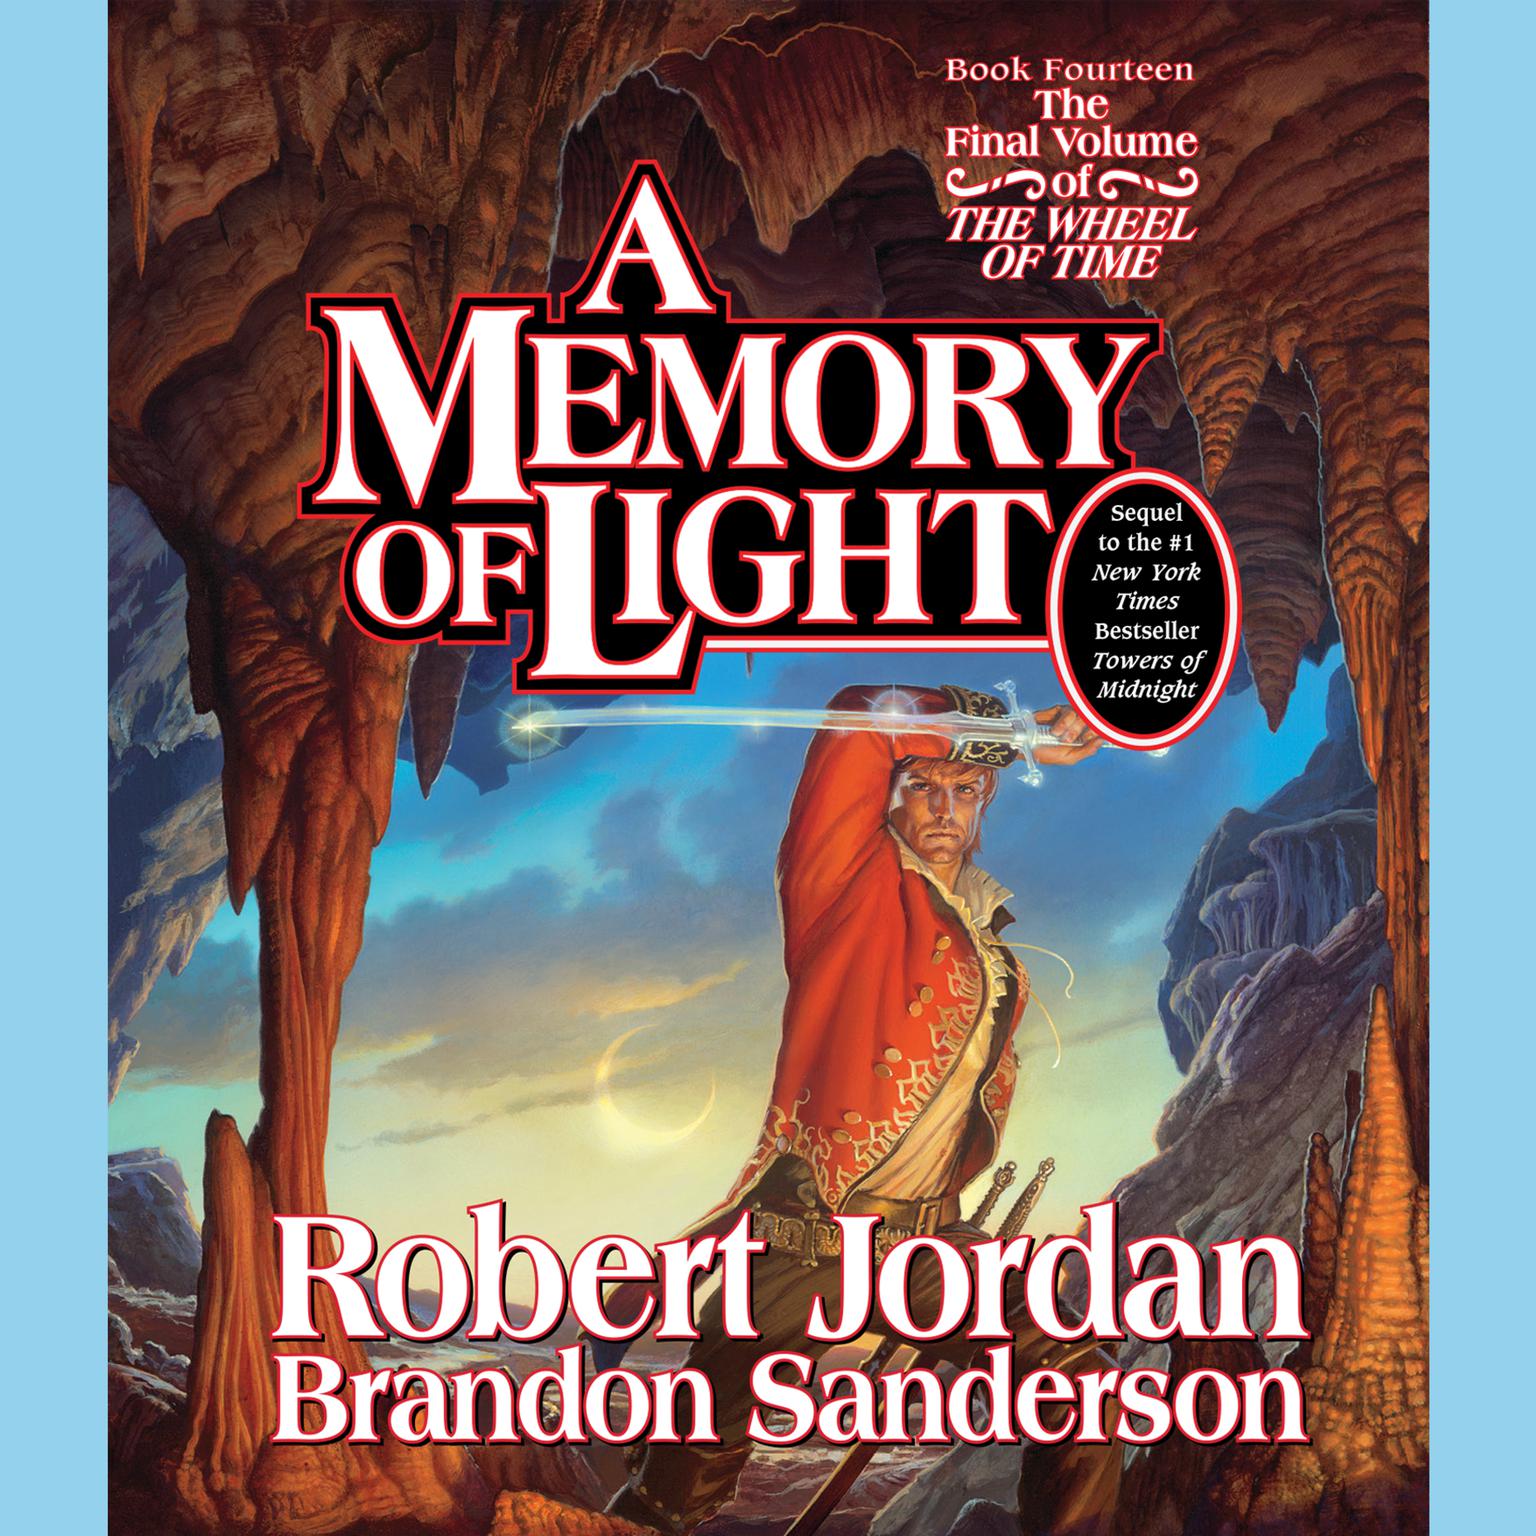 Book Fourteen
The
Final Volume
of
THE WHEEL
OF TIME
A
MEMORY
OF LIGHT
Sequel
to the #1
New York
Times
Bestseller
Towers of
Midnight
Robert Jordan
Brandon Sanderson